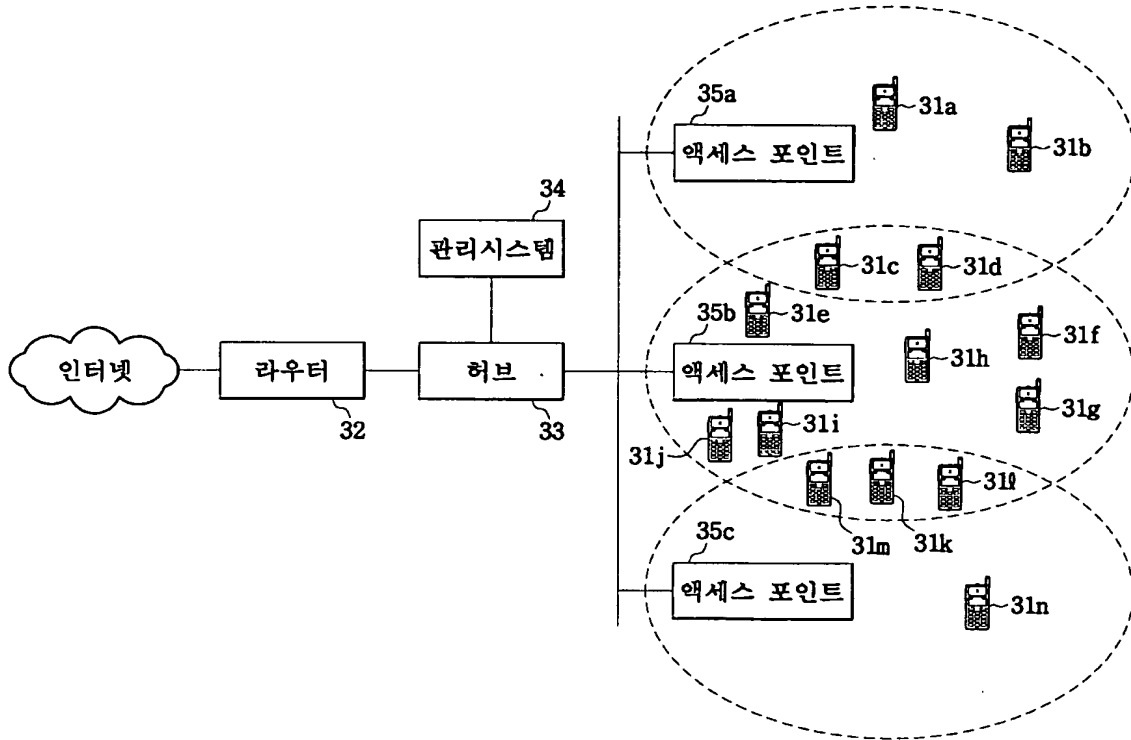 35a
액세스 포인트
31a
31b
34
관리시스템
31c
31d
31e
35b
액세스 포인트
31f
31h
31g
인터넷
라우터
32
허브
33
31i
31j
31l
31m
31k
35c
액세스 포인트
31n